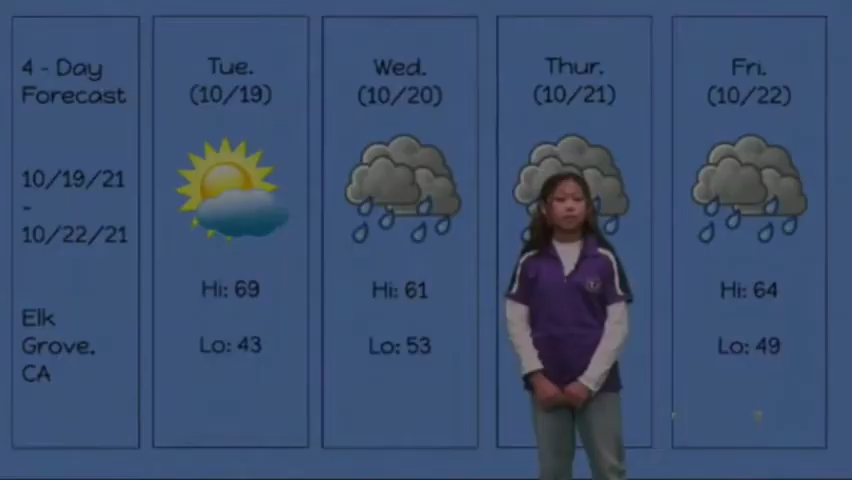 4 - Day
Forecast
10/19/21
-
10/22/21
Elk
Grove.
CA
Tue.
(10/19)
Hi: 69
Lo: 43
Wed.
(10/20)
Hi: 61
Lo: 53
Thur.
(10/21)
Fri.
(10/22)
Hi: 64
Lo: 49